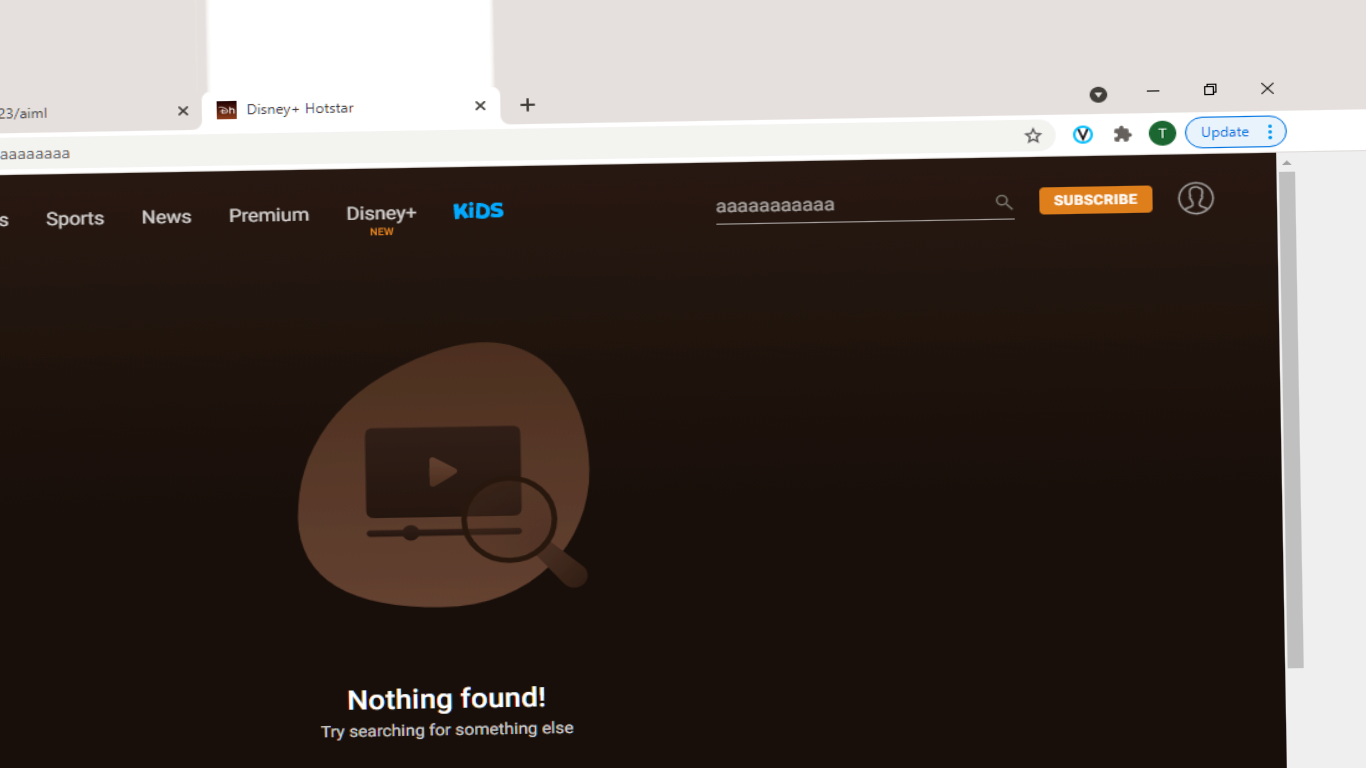 23/aiml
Disney+ Hotstar
aaaaaaaaa
T
Update
s Sports News Premium Disney+ KiDS
NEW
aaaaaaaaaaa
SUBSCRIBE
Nothing found!
Try searching for something else